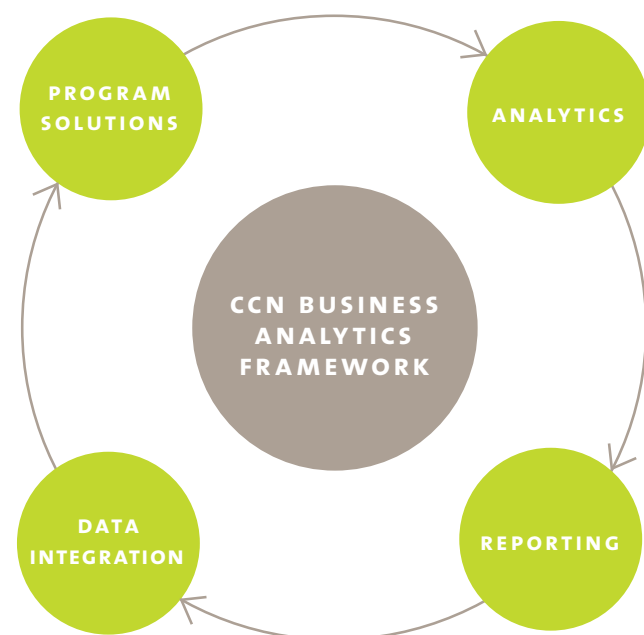 PROGRAM
SOLUTIONS
ANALYTICS
CCN BUSINESS
ANALYTICS
FRAMEWORK
DATA
INTEGRATION
REPORTING